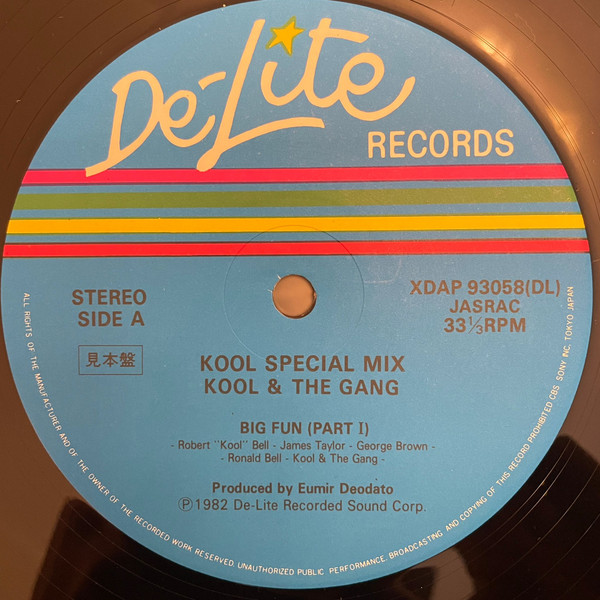 De-Lite
RECORDS
STEREO
SIDE A
XDAP 93058(DL)
JASRAC
33⅓RPM
見本盤
KOOL SPECIAL MIX
KOOL & THE GANG
BIG FUN (PART I)
- Robert "Kool" Bell - James Taylor - George Brown -
- Ronald Bell - Kool & The Gang -
Produced by Eumir Deodato
Ⓟ1982 De-Lite Recorded Sound Corp.
ALL RIGHTS OF THE MANUFACTURER AND OF THE OWNER OF THE RECORDED WORK RESERVED. UNAUTHORIZED PUBLIC PERFORMANCE, BROADCASTING AND COPYING OF THIS RECORD PROHIBITED CBS SONY INC. TOKYO JAPAN